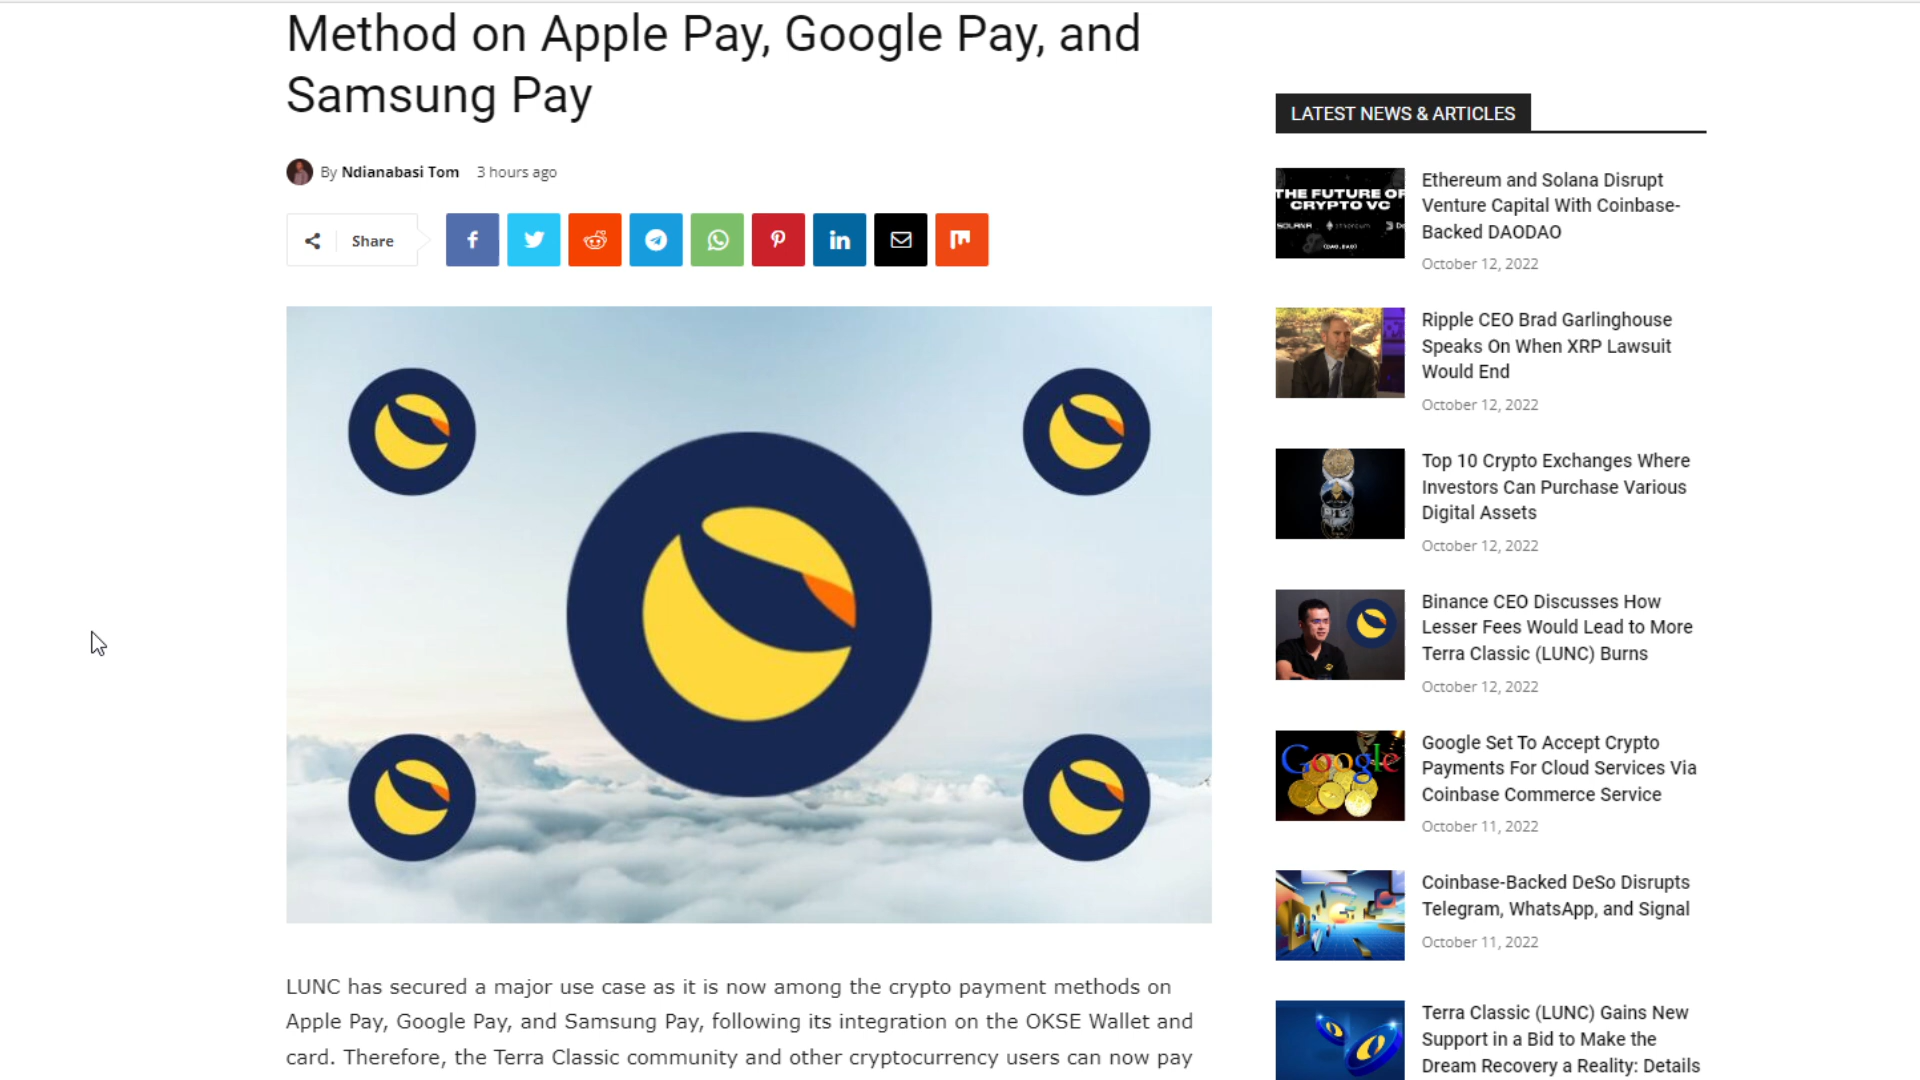 Method on Apple Pay, Google Pay, and
Samsung Pay
By Ndianabasi Tom 3 hours ago
Share
LUNC has secured a major use case as it is now among the crypto payment methods on
Apple Pay, Google Pay, and Samsung Pay, following its integration on the OKSE Wallet and
card. Therefore, the Terra Classic community and other cryptocurrency users can now pay
LATEST NEWS & ARTICLES
THE FUTURE OF
CRYPTO VC
SOLANA ethereum De
(DAO.DAO)
Ethereum and Solana Disrupt
Venture Capital With Coinbase-
Backed DAODAO
October 12, 2022
Ripple CEO Brad Garlinghouse
Speaks On When XRP Lawsuit
Would End
October 12, 2022
Top 10 Crypto Exchanges Where
Investors Can Purchase Various
Digital Assets
October 12, 2022
Binance CEO Discusses How
Lesser Fees Would Lead to More
Terra Classic (LUNC) Burns
October 12, 2022
Google
Google Set To Accept Crypto
Payments For Cloud Services Via
Coinbase Commerce Service
October 11, 2022
Coinbase-Backed DeSo Disrupts
Telegram, WhatsApp, and Signal
October 11, 2022
Terra Classic (LUNC) Gains New
Support in a Bid to Make the
Dream Recovery a Reality: Details